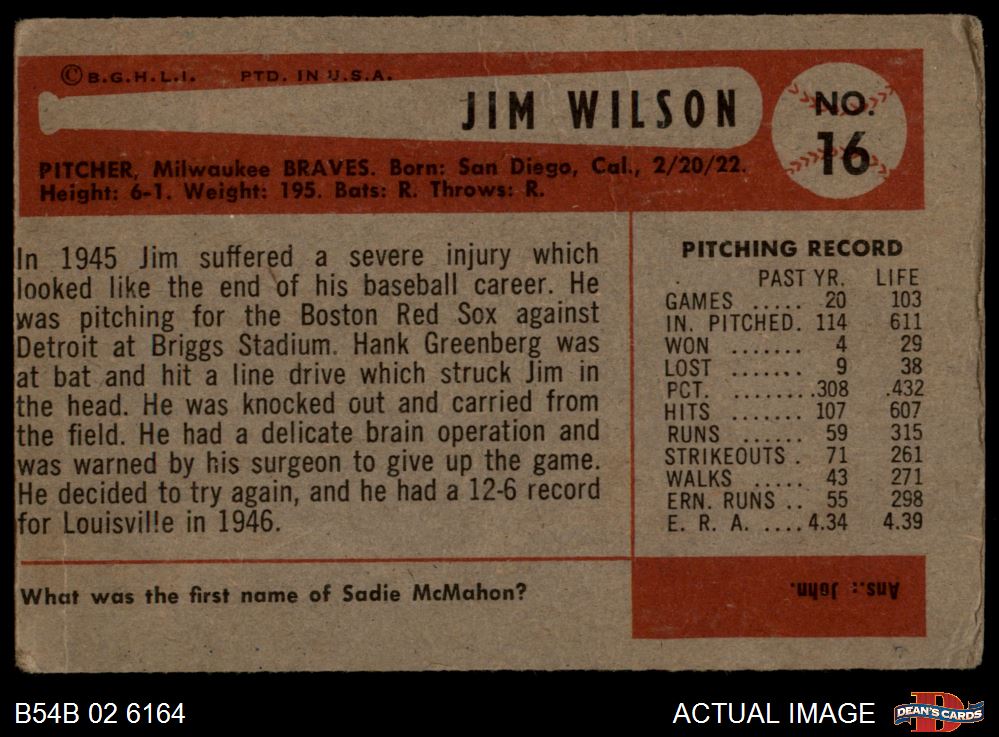 ©B.G.H.L.I. PTD. IN U.S.A.
JIM WILSON
NO.
16
PITCHER, Milwaukee BRAVES. Born: San Diego, Cal., 2/20/22.
Height: 6-1. Weight: 195. Bats: R. Throws: R.
In 1945 Jim suffered a severe injury which
looked like the end of his baseball career. He
was pitching for the Boston Red Sox against
Detroit at Briggs Stadium. Hank Greenberg was
at bat and hit a line drive which struck Jim in
the head. He was knocked out and carried from
the field. He had a delicate brain operation and
was warned by his surgeon to give up the game.
He decided to try again, and he had a 12-6 record
for Louisville in 1946.
PITCHING RECORD
PAST YR. LIFE
GAMES ..... 20 103
IN. PITCHED. 114 611
WON ....... 4 29
LOST ....... 9 38
PCT. ........308 .432
HITS ....... 107 607
RUNS ...... 59 315
STRIKEOUTS . 71 261
WALKS ..... 43 271
ERN. RUNS .. 55 298
E. R. A. ....4.34 4.39
What was the first name of Sadie McMahon?
Ans.: John.
B54B 02 6164
ACTUAL IMAGE
DEAN'S CARDS